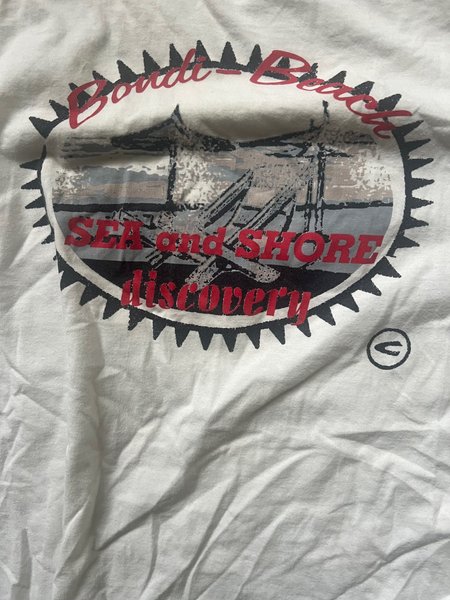 Bondi-Beach
SEA and SHORE
discovery
C